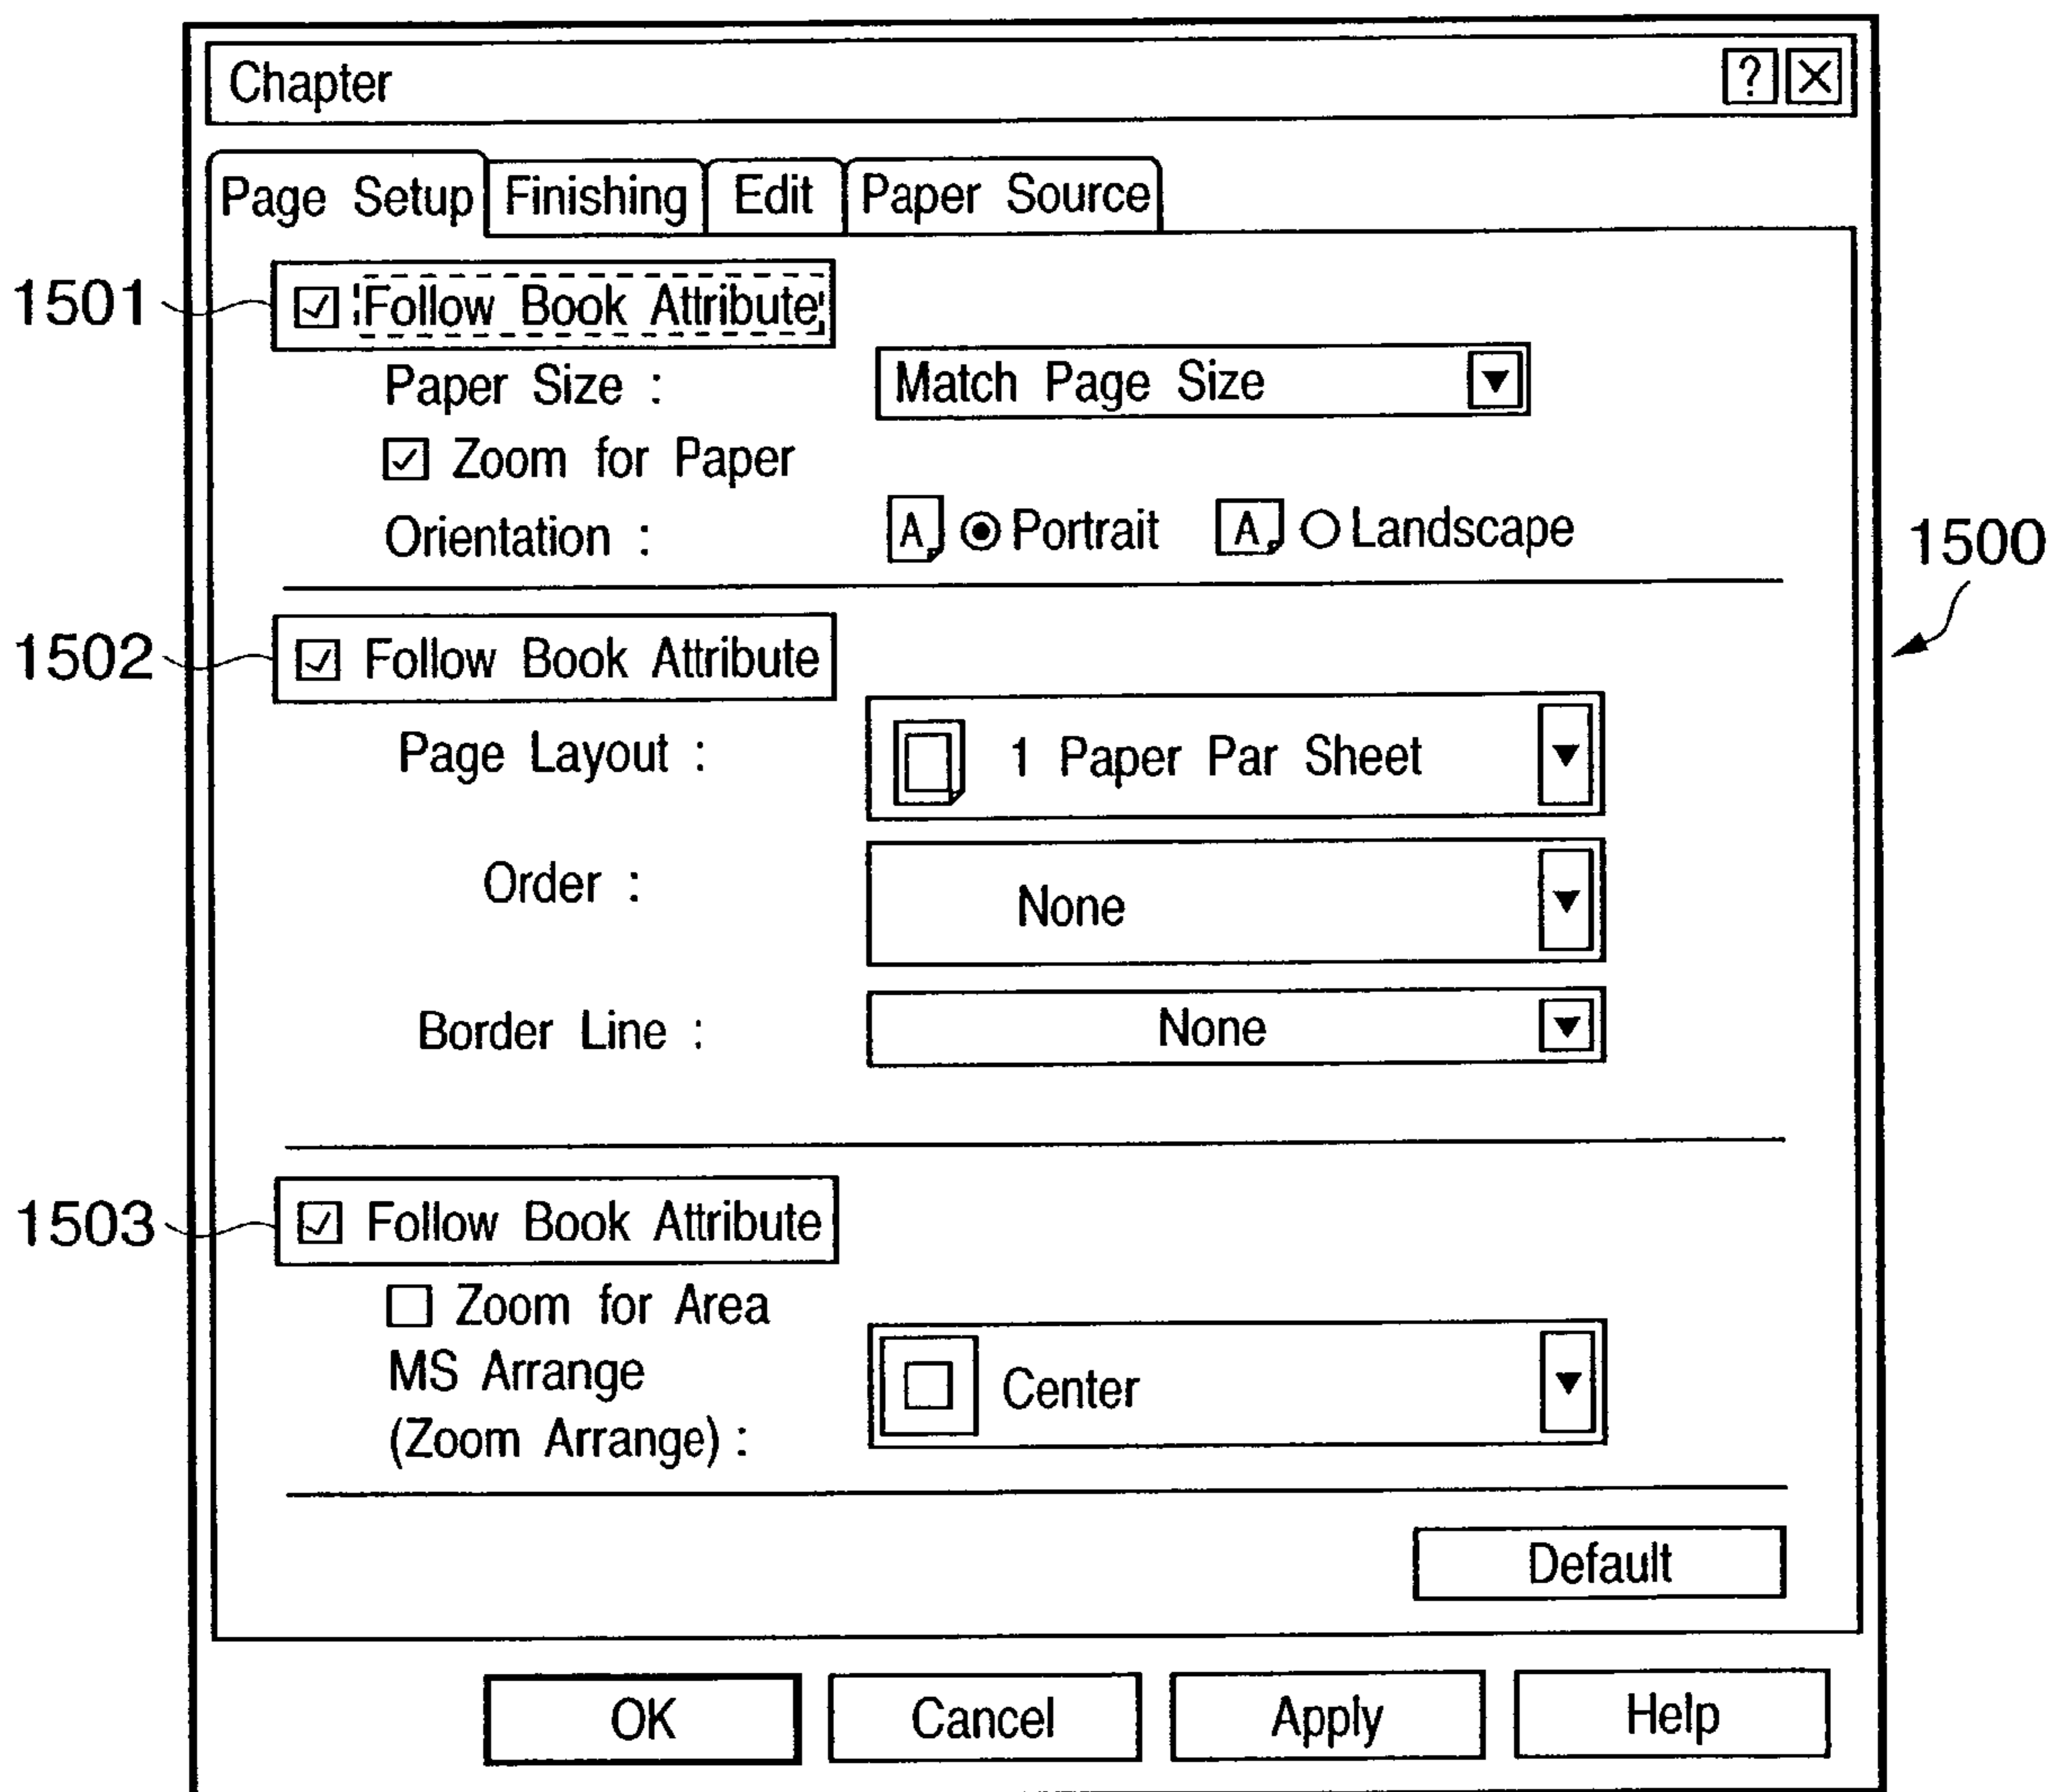 Chapter ?
Page Setup Finishing Edit Paper Source
1501 Follow Book Attribute
Paper Size : Match Page Size
Zoom for Paper
Orientation : A Portrait A Landscape
1500
1502 Follow Book Attribute
Page Layout : 1 Paper Par Sheet
Order : None
Border Line : None
1503 Follow Book Attribute
Zoom for Area
MS Arrange
(Zoom Arrange) : Center
Default
OK Cancel Apply Help